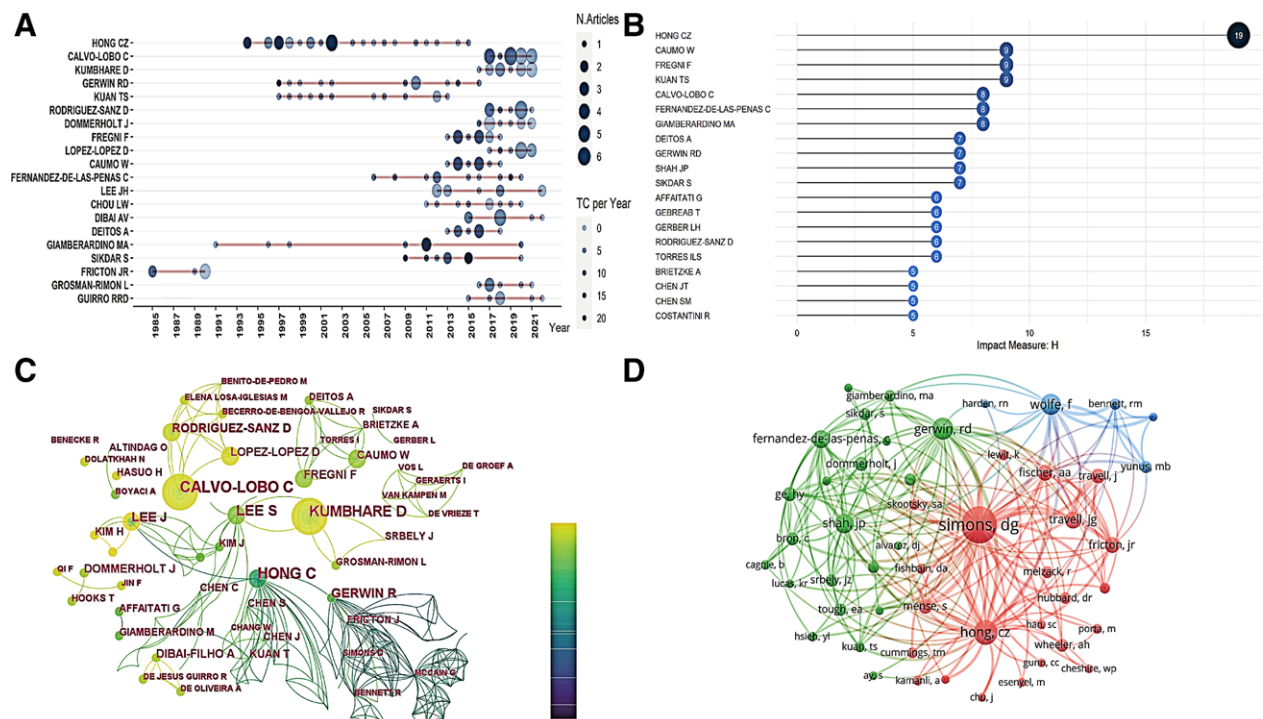 A
HONG CZ
CALVO-LOBO C
KUMBHARE D
GERWIN RD
KUAN TS
RODRIGUEZ-SANZ D
DOMMERHOLT J
FREGNI F
LOPEZ-LOPEZ D
CAUMO W
FERNANDEZ-DE-LAS-PENAS C
LEE JH
CHOU LW
DIBAI AV
DEITOS A
GIAMBERARDINO MA
SIKDAR S
FRICTON JR
GROSMAN-RIMON L
GUIRRO RRD
1985
1987
1989
1991
1993
1995
1997
1999
2001
2003
2005
2007
2009
2011
2013
2015
2017
2019
2021
Year
N.Articles
1
2
3
4
5
6
TC per Year
0
5
10
15
20
B
HONG CZ 19
CAUMO W 9
FREGNI F 9
KUAN TS 9
CALVO-LOBO C 8
FERNANDEZ-DE-LAS-PENAS C 8
GIAMBERARDINO MA 8
DEITOS A 7
GERWIN RD 7
SHAH JP 7
SIKDAR S 7
AFFAITATI G 6
GEBREAB T 6
GERBER LH 6
RODRIGUEZ-SANZ D 6
TORRES ILS 6
BRIETZKE A 5
CHEN JT 5
CHEN SM 5
COSTANTINI R 5
0 5 10 15
Impact Measure: H
C
BENITO-DE-PEDRO M
ELENA LOSA-IGLESIAS M
DEITOS A
BECERRO-DE-BENGOA-VALLEJO R
SIKDAR S
RODRIGUEZ-SANZ D
BRIETZKE A
BENECKE R
ALTINDAG O
TORRES I
GERBER L
LOPEZ-LOPEZ D
CAUMO W
DOLATKHAH N
HASUO H
VOS L
DE GROEF A
FREGNI F
GERAERTS I
CALVO-LOBO C
BOYACI A
VAN KAMPEN M
KUMBHARE D
DE VRIEZE T
LEE J
LEE S
KIM H
SRBELY J
KIM J
GROSMAN-RIMON L
QI F
DOMMERHOLT J
HONG C
JIN F
CHEN C
HOOKS T
GERWIN R
CHEN S
AFFAITATI G
FRICTON J
CHANG W
GIAMBERARDINO M
CHEN J
KUAN T
SIMONS D
DIBAI-FILHO A
MCCAIN G
DE JESUS GUIRRO R
DE OLIVEIRA A
BENNETT R
D
giamberardino, ma
harden, rn
wolfe, f
bennett, rm
sikdar, s
gerwin, rd
fernandez-de-las-penas, c
lewit, k
dommerholt, j
fischer, aa
yunus, mb
travell, j
ge, hy
skootsky, sa
shah, jp
simons, dg
travell, jg
bron, c
alvarez, dj
fricton, jr
cagnie, b
fishbain, da
melzack, r
lucas, kr
srbely, jz
hubbard, dr
tough, ea
mense, s
han, sc
porta, m
hsieh, yl
hong, cz
kuan, ts
wheeler, ah
cummings, tm
gunn, cc
cheshire, wp
ay, s
kamanli, a
esenyel, m
chu, j